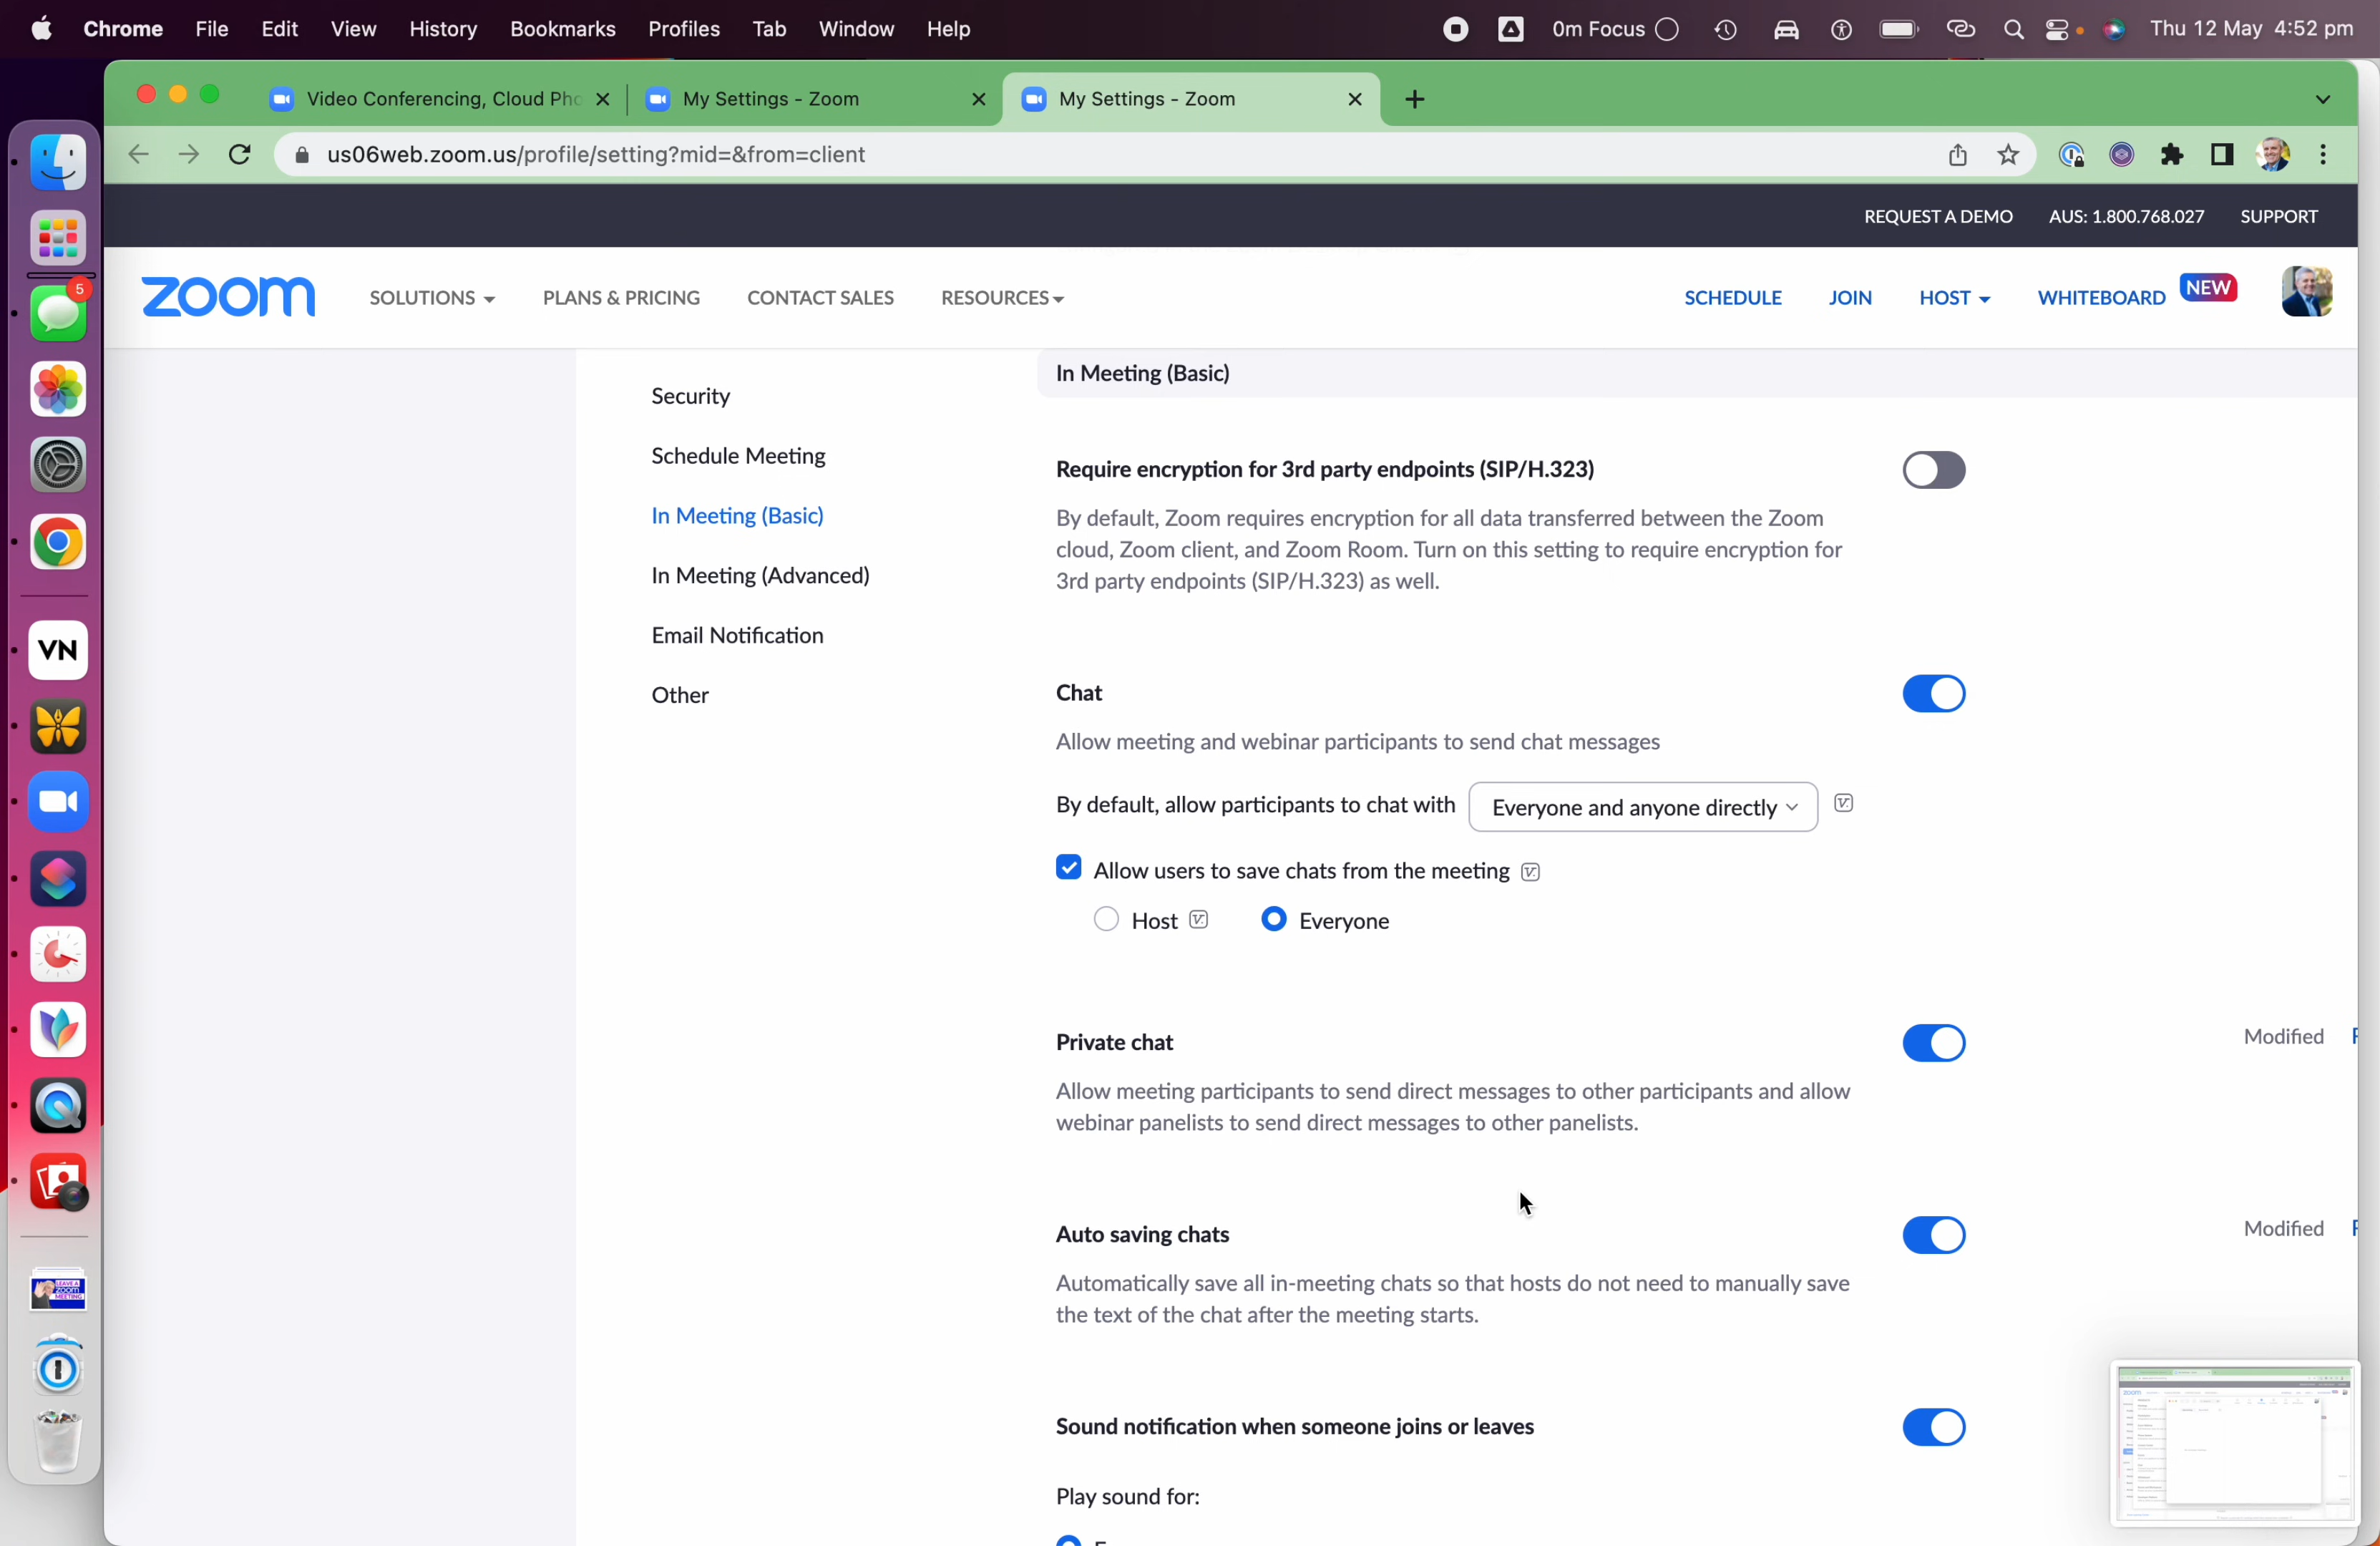 Chrome File Edit View History Bookmarks Profiles Tab Window Help 0m Focus Thu 12 May 4:52 pm
Video Conferencing, Cloud Pho My Settings - Zoom My Settings - Zoom
us06web.zoom.us/profile/setting?mid=&from=client
REQUEST A DEMO AUS: 1.800.768.027 SUPPORT
zoom SOLUTIONS PLANS & PRICING CONTACT SALES RESOURCES SCHEDULE JOIN HOST WHITEBOARD NEW
5
VN
LEAVE A
zoom
MEETING
Security
Schedule Meeting
In Meeting (Basic)
In Meeting (Advanced)
Email Notification
Other
In Meeting (Basic)
Require encryption for 3rd party endpoints (SIP/H.323)
By default, Zoom requires encryption for all data transferred between the Zoom
cloud, Zoom client, and Zoom Room. Turn on this setting to require encryption for
3rd party endpoints (SIP/H.323) as well.
Chat
Allow meeting and webinar participants to send chat messages
By default, allow participants to chat with Everyone and anyone directly
Allow users to save chats from the meeting
Host Everyone
Private chat Modified
Allow meeting participants to send direct messages to other participants and allow
webinar panelists to send direct messages to other panelists.
Auto saving chats Modified
Automatically save all in-meeting chats so that hosts do not need to manually save
the text of the chat after the meeting starts.
Sound notification when someone joins or leaves
Play sound for: